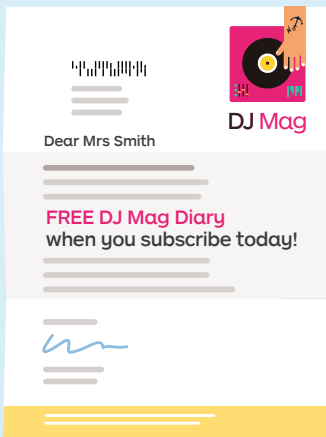 DJ Mag
Dear Mrs Smith
FREE DJ Mag Diary
when you subscribe today!